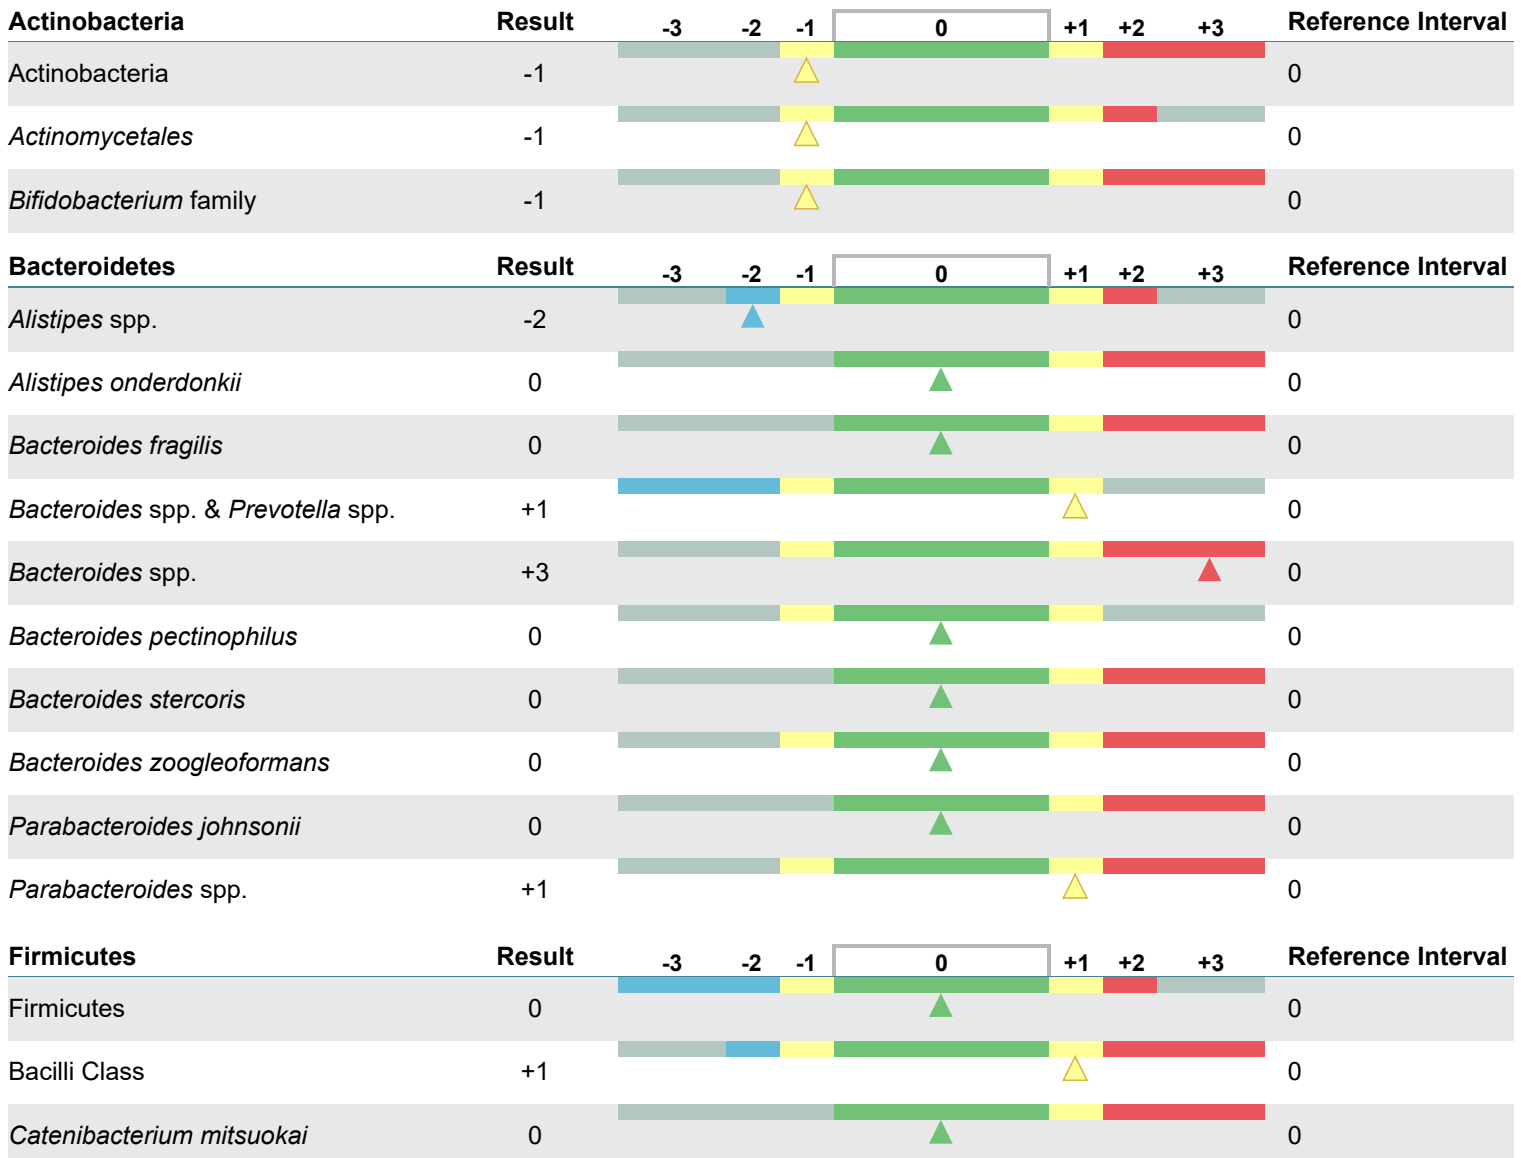 Actinobacteria Result -3 -2 -1 0 +1 +2 +3 Reference Interval
Actinobacteria -1 0
Actinomycetales -1 0
Bifidobacterium family -1 0
Bacteroidetes Result -3 -2 -1 0 +1 +2 +3 Reference Interval
Alistipes spp. -2 0
Alistipes onderdonkii 0 0
Bacteroides fragilis 0 0
Bacteroides spp. & Prevotella spp. +1 0
Bacteroides spp. +3 0
Bacteroides pectinophilus 0 0
Bacteroides stercoris 0 0
Bacteroides zoogleoformans 0 0
Parabacteroides johnsonii 0 0
Parabacteroides spp. +1 0
Firmicutes Result -3 -2 -1 0 +1 +2 +3 Reference Interval
Firmicutes 0 0
Bacilli Class +1 0
Catenibacterium mitsuokai 0 0